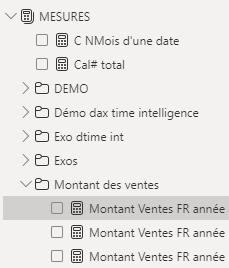 MESURES
C NMois d'une date
Cal# total
DEMO
Démo dax time intelligence
Exo dtime int
Exos
Montant des ventes
Montant Ventes FR année
Montant Ventes FR année
Montant Ventes FR année